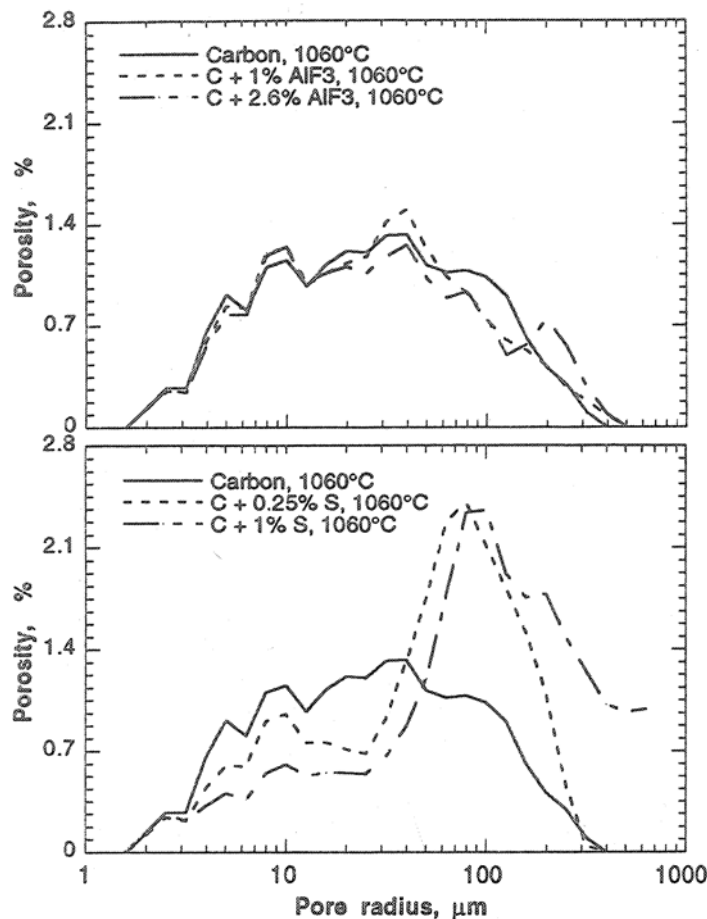 2.8
Carbon, 1060°C
C + 1% AlF3, 1060°C
C + 2.6% AlF3, 1060°C
2.1
Porosity, %
1.4
0.7
0
2.8
Carbon, 1060°C
C + 0.25% S, 1060°C
C + 1% S, 1060°C
2.1
Porosity, %
1.4
0.7
0
1 10 100 1000
Pore radius, µm